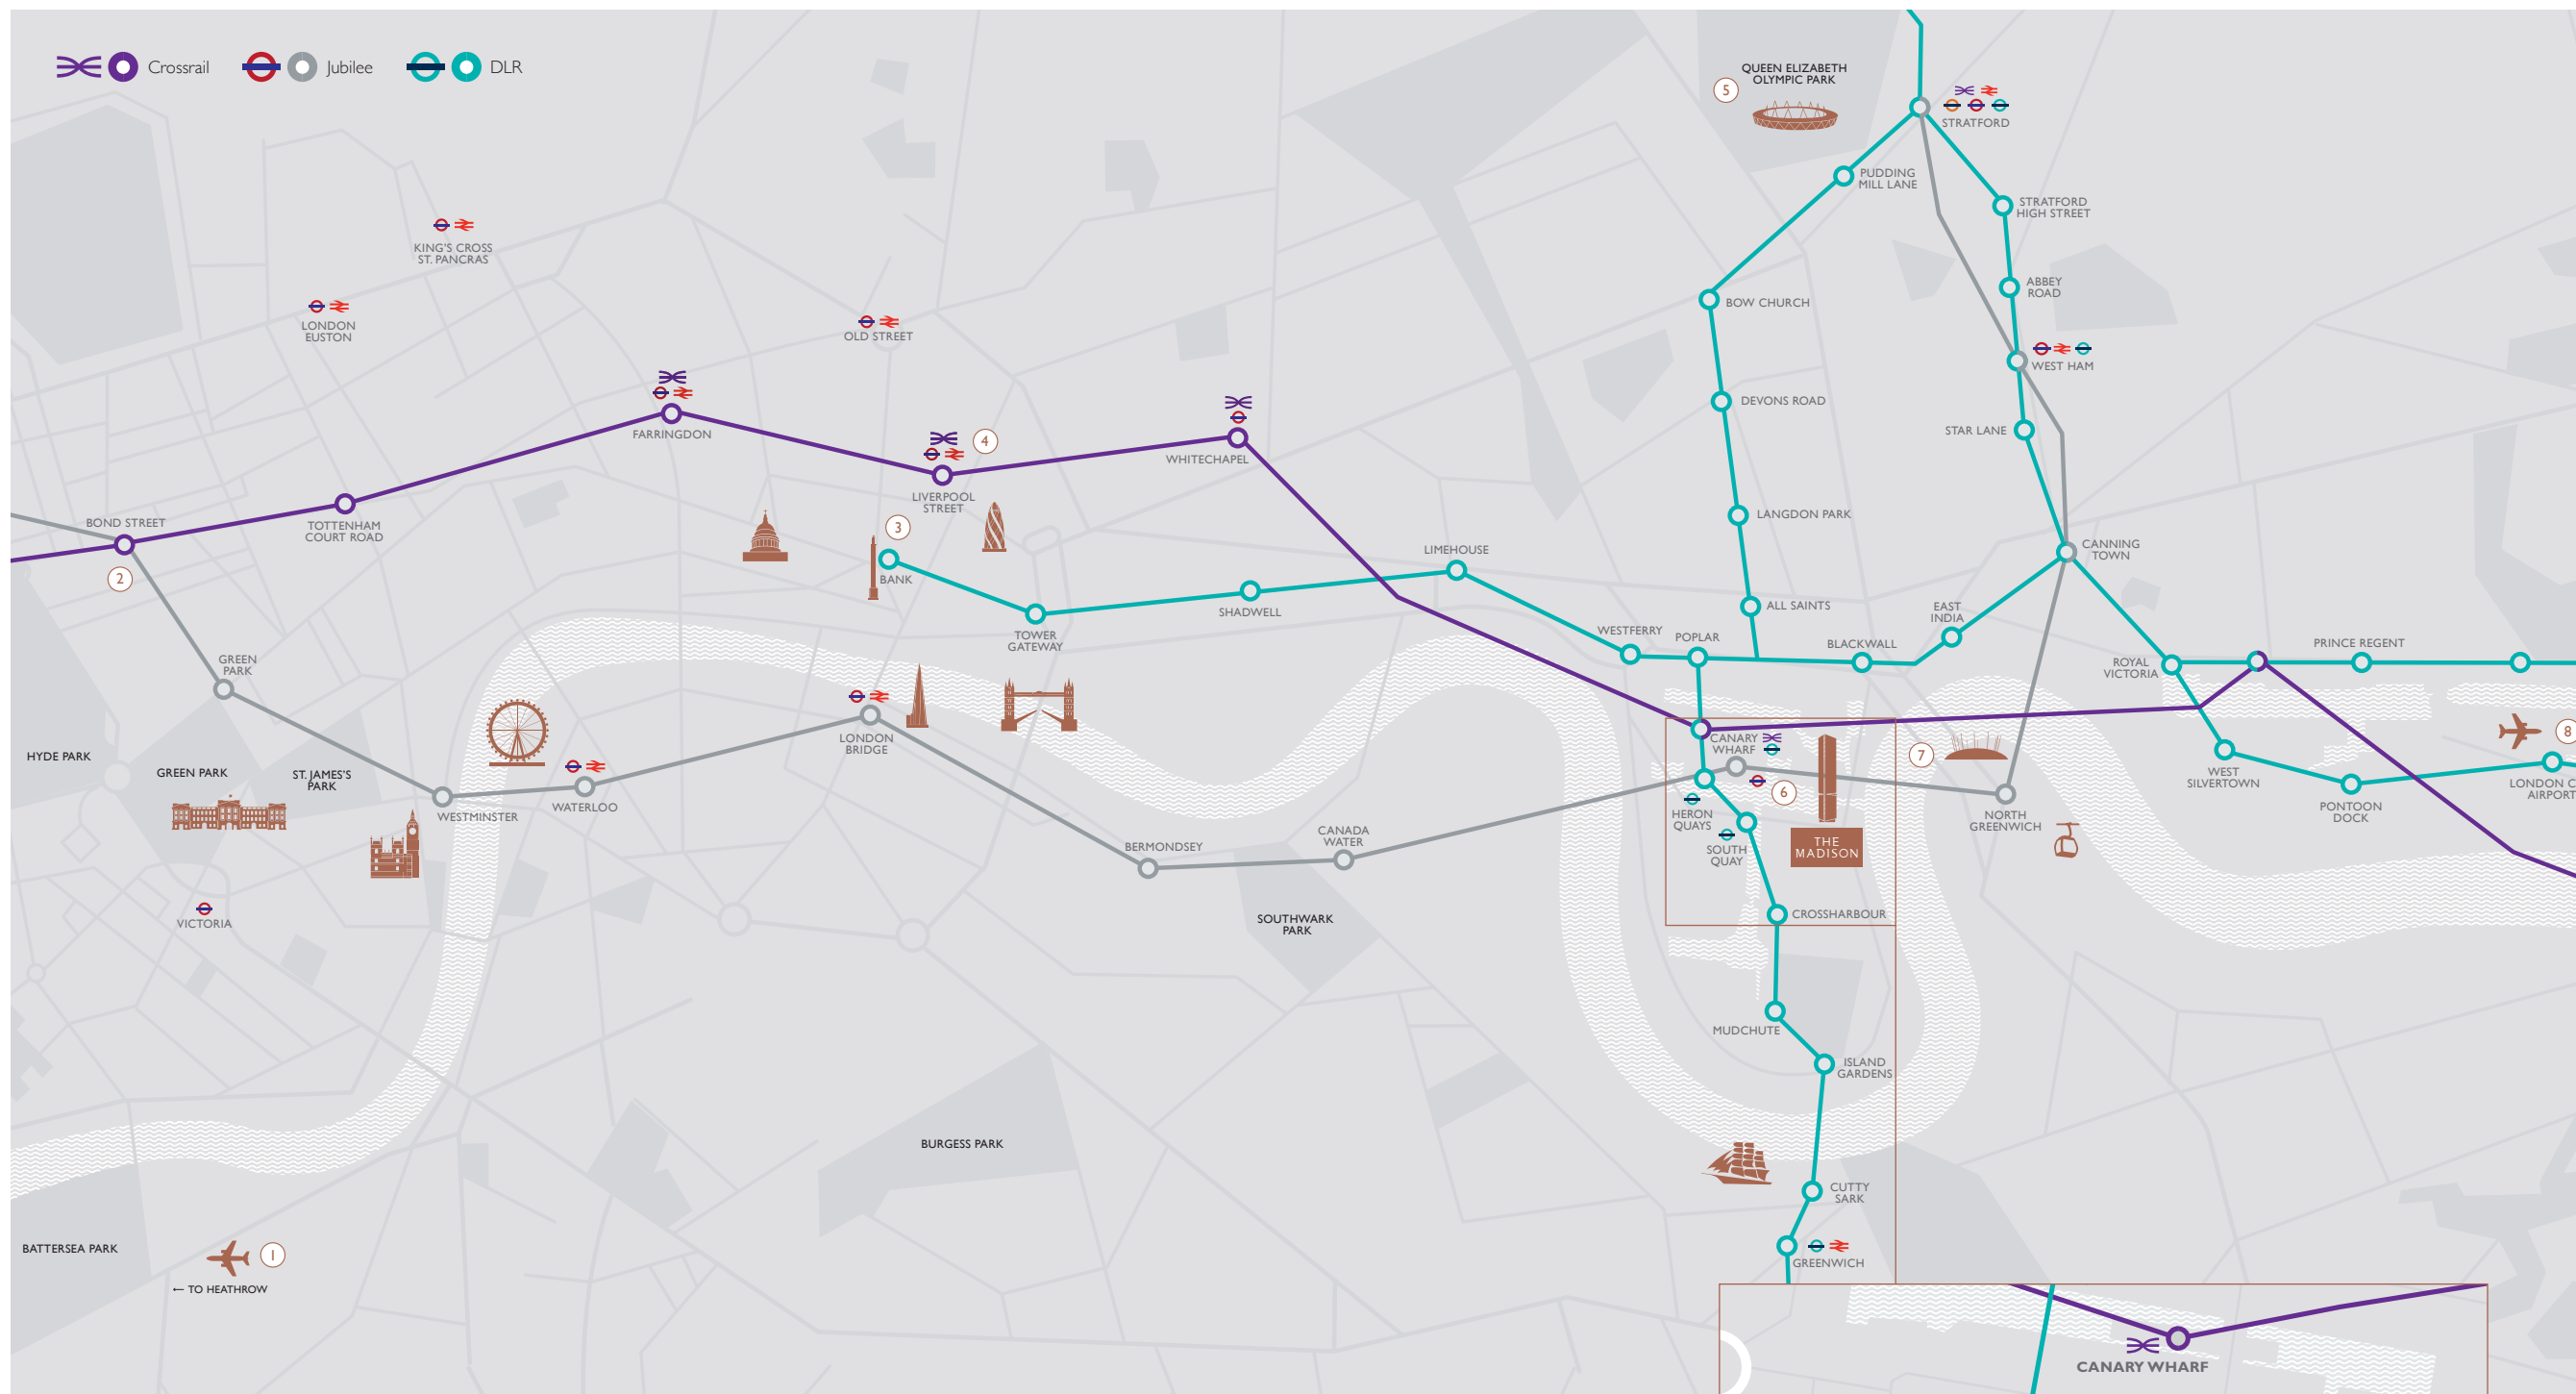 Crossrail
Jubilee
DLR
5
QUEEN ELIZABETH
OLYMPIC PARK
STRATFORD
PUDDING
MILL LANE
STRATFORD
HIGH STREET
KING'S CROSS
ST. PANCRAS
ABBEY
ROAD
BOW CHURCH
LONDON
EUSTON
OLD STREET
WEST HAM
DEVONS ROAD
FARRINGDON
STAR LANE
4
WHITECHAPEL
LIVERPOOL
STREET
LANGDON PARK
BOND STREET
TOTTENHAM
COURT ROAD
3
BANK
LIMEHOUSE
CANNING
TOWN
2
SHADWELL
ALL SAINTS
EAST
INDIA
TOWER
GATEWAY
WESTFERRY
POPLAR
BLACKWALL
PRINCE REGENT
GREEN
PARK
ROYAL
VICTORIA
LONDON
BRIDGE
CANARY
WHARF
7
8
HYDE PARK
GREEN PARK
ST. JAMES'S
PARK
WEST
SILVERTOWN
LONDON C
AIRPORT
WATERLOO
6
WESTMINSTER
HERON
QUAYS
PONTOON
DOCK
NORTH
GREENWICH
CANADA
WATER
BERMONDSEY
SOUTH
QUAY
THE
MADISON
VICTORIA
SOUTHWARK
PARK
CROSSHARBOUR
MUDCHUTE
ISLAND
GARDENS
BURGESS PARK
CUTTY
SARK
BATTERSEA PARK
1
GREENWICH
← TO HEATHROW
CANARY WHARF